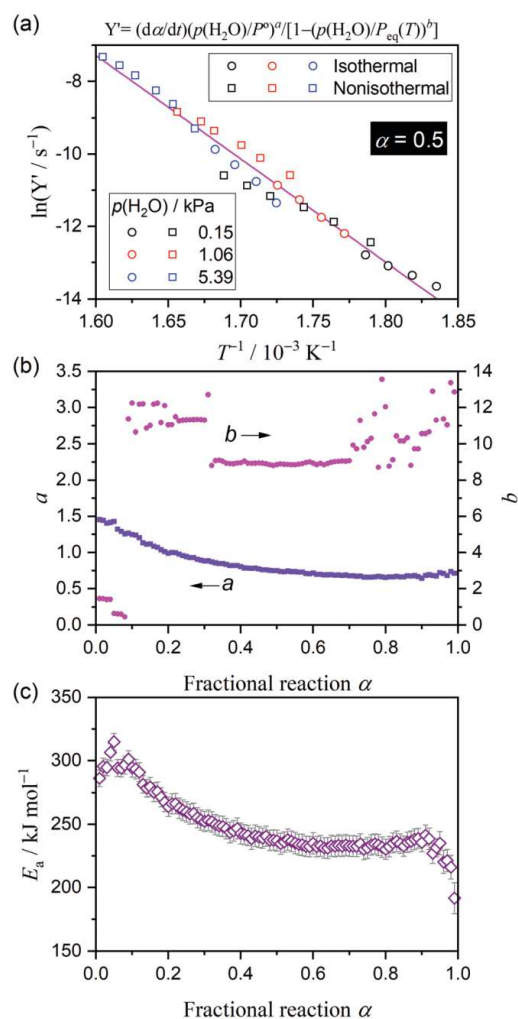 (a)
Y'= (dα/dt)(p(H₂O)/P°)ᵃ/[1−(p(H₂O)/P_eq(T))ᵇ]
ln(Y' / s⁻¹)
-8
-10
-12
-14
Isothermal
Nonisothermal
α = 0.5
p(H₂O) / kPa
0.15
1.06
5.39
1.60 1.65 1.70 1.75 1.80 1.85
T⁻¹ / 10⁻³ K⁻¹
(b)
a
3.5
3.0
2.5
2.0
1.5
1.0
0.5
0.0
b
a
14
12
10
8
6
4
2
0
b
0.0 0.2 0.4 0.6 0.8 1.0
Fractional reaction α
(c)
Eₐ / kJ mol⁻¹
350
300
250
200
150
0.0 0.2 0.4 0.6 0.8 1.0
Fractional reaction α